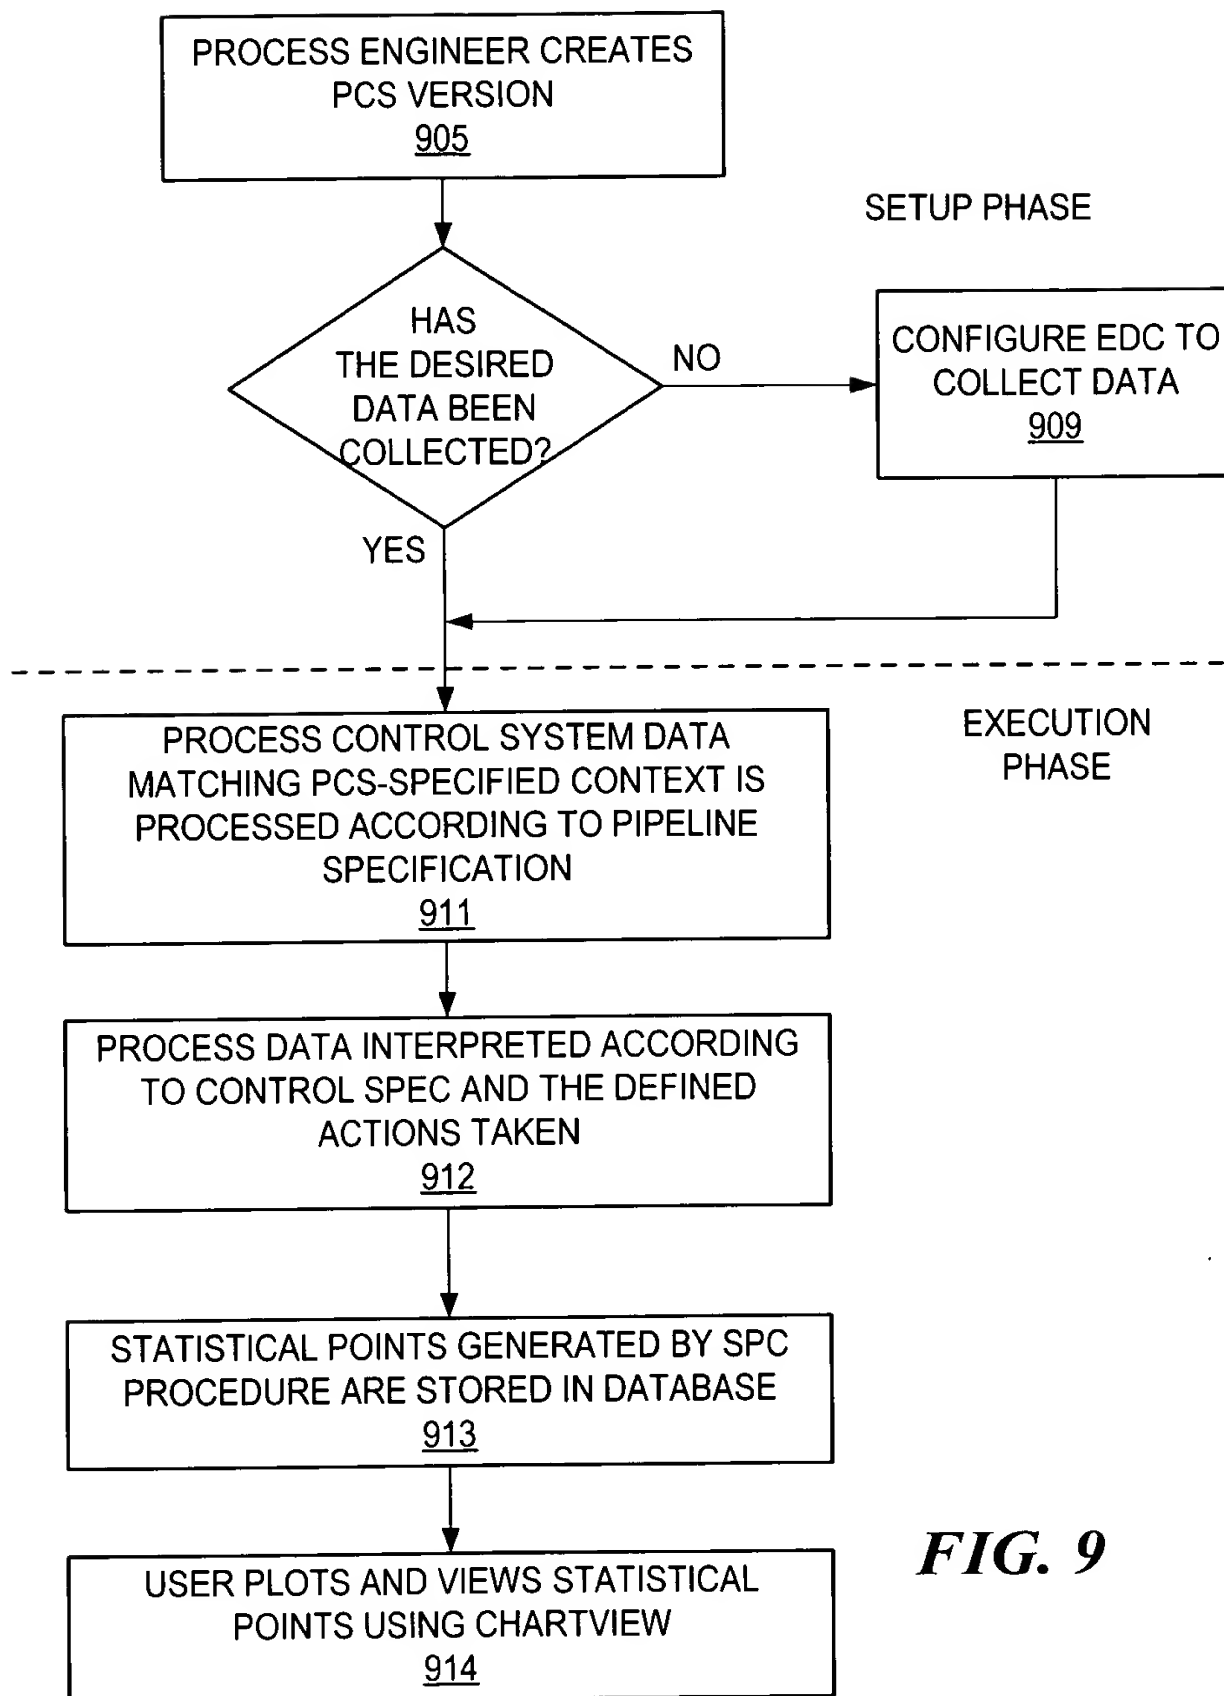 PROCESS ENGINEER CREATES
PCS VERSION
905
SETUP PHASE
HAS
THE DESIRED
DATA BEEN
COLLECTED?
NO
CONFIGURE EDC TO
COLLECT DATA
909
YES
EXECUTION
PHASE
PROCESS CONTROL SYSTEM DATA
MATCHING PCS-SPECIFIED CONTEXT IS
PROCESSED ACCORDING TO PIPELINE
SPECIFICATION
911
PROCESS DATA INTERPRETED ACCORDING
TO CONTROL SPEC AND THE DEFINED
ACTIONS TAKEN
912
STATISTICAL POINTS GENERATED BY SPC
PROCEDURE ARE STORED IN DATABASE
913
USER PLOTS AND VIEWS STATISTICAL
POINTS USING CHARTVIEW
914
FIG. 9